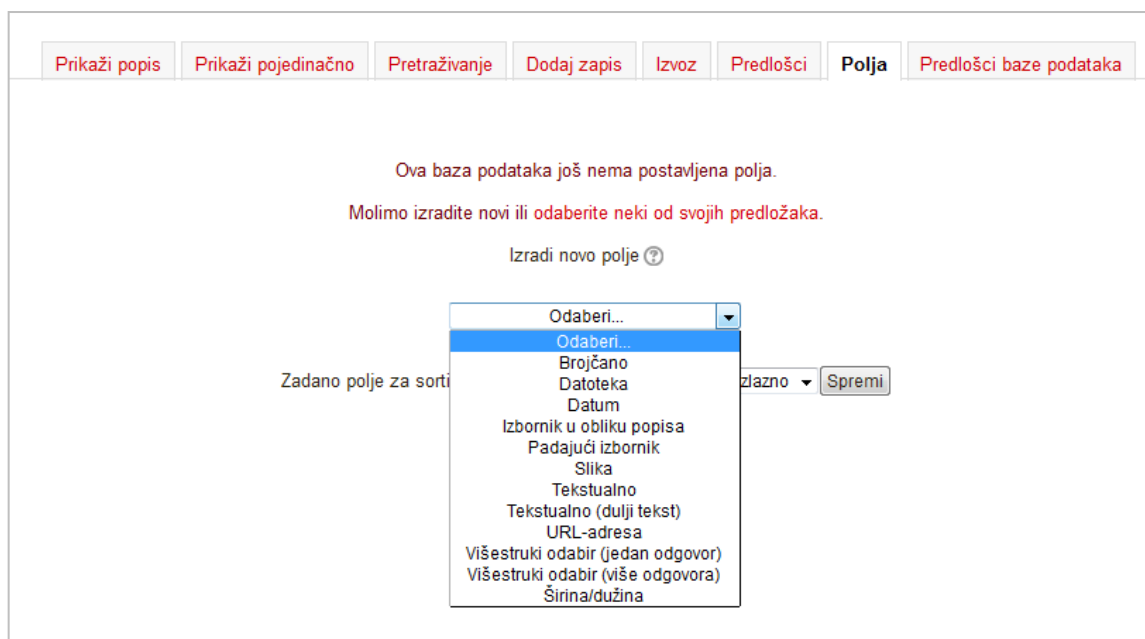 Prikaži popis Prikaži pojedinačno Pretraživanje Dodaj zapis Izvoz Predlošci Polja Predlošci baze podataka
Ova baza podataka još nema postavljena polja.
Molimo izradite novi ili odaberite neki od svojih predložaka.
Izradi novo polje
Odaberi...
Odaberi...
Brojčano
Zadano polje za sorti zlazno Spremi
Datoteka
Datum
Izbornik u obliku popisa
Padajući izbornik
Slika
Tekstualno
Tekstualno (dulji tekst)
URL-adresa
Višestruki odabir (jedan odgovor)
Višestruki odabir (više odgovora)
Širina/dužina